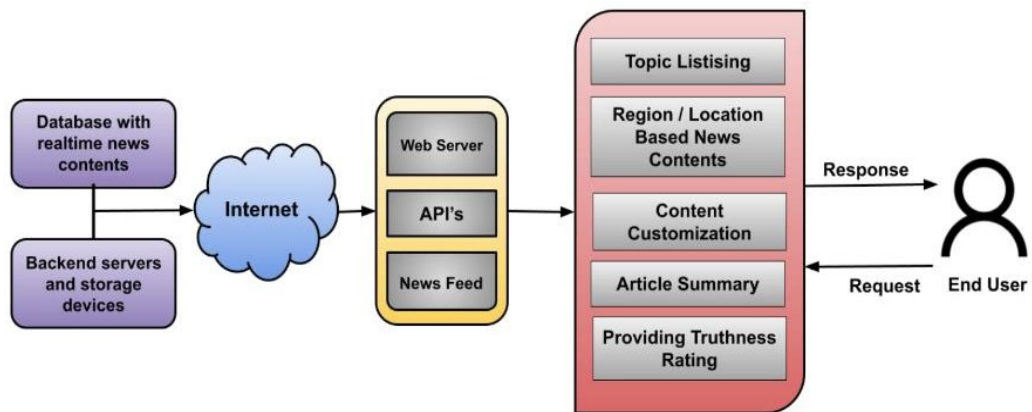 Database with
realtime news
contents
Backend servers
and storage
devices
Internet
Web Server
API's
News Feed
Topic Listising
Region / Location
Based News
Contents
Content
Customization
Article Summary
Providing Truthness
Rating
Response
Request
End User